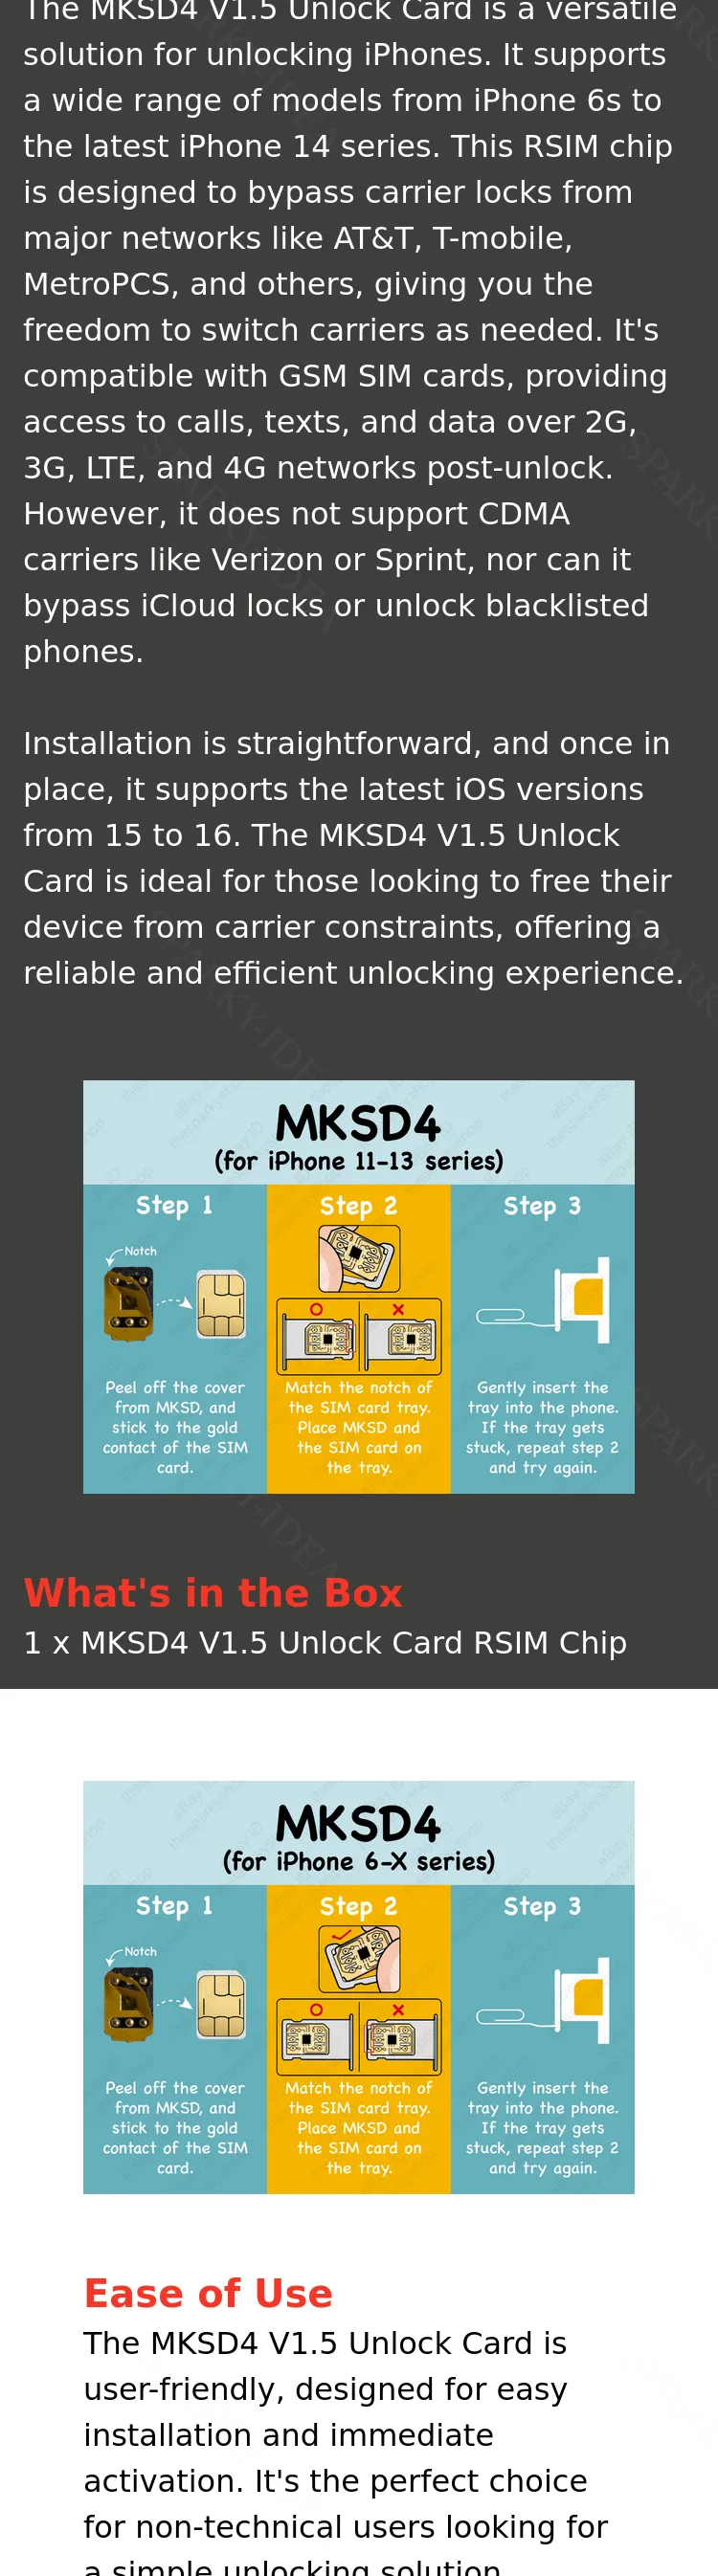 The MKSD4 V1.5 Unlock Card is a versatile
solution for unlocking iPhones. It supports
a wide range of models from iPhone 6s to
the latest iPhone 14 series. This RSIM chip
is designed to bypass carrier locks from
major networks like AT&T, T-mobile,
MetroPCS, and others, giving you the
freedom to switch carriers as needed. It's
compatible with GSM SIM cards, providing
access to calls, texts, and data over 2G,
3G, LTE, and 4G networks post-unlock.
However, it does not support CDMA
carriers like Verizon or Sprint, nor can it
bypass iCloud locks or unlock blacklisted
phones.
Installation is straightforward, and once in
place, it supports the latest iOS versions
from 15 to 16. The MKSD4 V1.5 Unlock
Card is ideal for those looking to free their
device from carrier constraints, offering a
reliable and efficient unlocking experience.
MKSD4
(for iPhone 11-13 series)
Step 1
Notch
Peel off the cover
from MKSD, and
stick to the gold
contact of the SIM
card.
Step 2
Match the notch of
the SIM card tray.
Place MKSD and
the SIM card on
the tray.
Step 3
Gently insert the
tray into the phone.
If the tray gets
stuck, repeat step 2
and try again.
What's in the Box
1 x MKSD4 V1.5 Unlock Card RSIM Chip
MKSD4
(for iPhone 6-X series)
Step 1
Notch
Peel off the cover
from MKSD, and
stick to the gold
contact of the SIM
card.
Step 2
Match the notch of
the SIM card tray.
Place MKSD and
the SIM card on
the tray.
Step 3
Gently insert the
tray into the phone.
If the tray gets
stuck, repeat step 2
and try again.
Ease of Use
The MKSD4 V1.5 Unlock Card is
user-friendly, designed for easy
installation and immediate
activation. It's the perfect choice
for non-technical users looking for
a simple unlocking solution